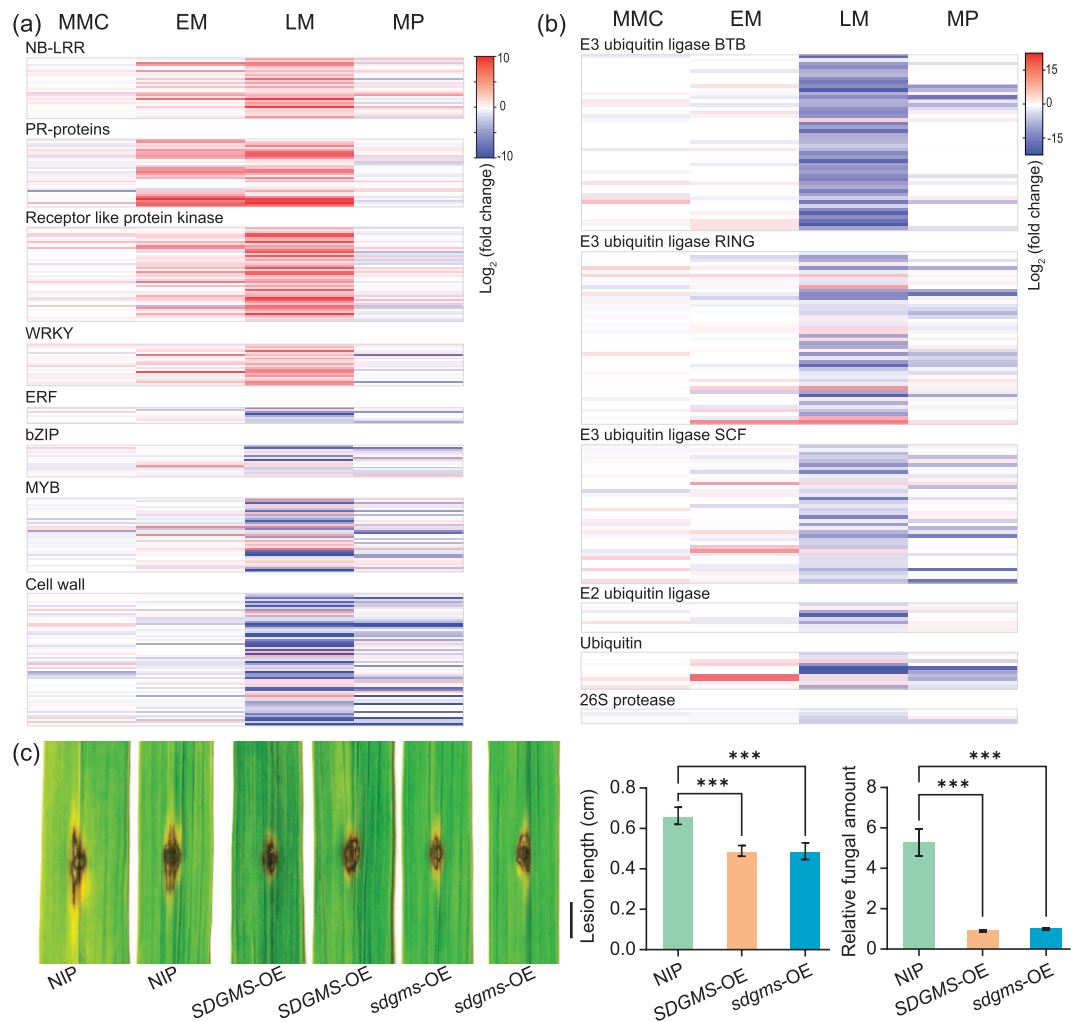 (a)
MMC EM LM MP
NB-LRR
PR-proteins
Receptor like protein kinase
WRKY
ERF
bZIP
MYB
Cell wall
10
0
-10
Log2 (fold change)
(b)
MMC EM LM MP
E3 ubiquitin ligase BTB
E3 ubiquitin ligase RING
E3 ubiquitin ligase SCF
E2 ubiquitin ligase
Ubiquitin
26S protease
15
0
-15
Log2 (fold change)
(c)
NIP NIP SDGMS-OE SDGMS-OE sdgms-OE sdgms-OE
Lesion length (cm)
0.8
0.6
0.4
0.2
0.0
***
***
NIP SDGMS-OE sdgms-OE
Relative fungal amount
8
6
4
2
0
***
***
NIP SDGMS-OE sdgms-OE